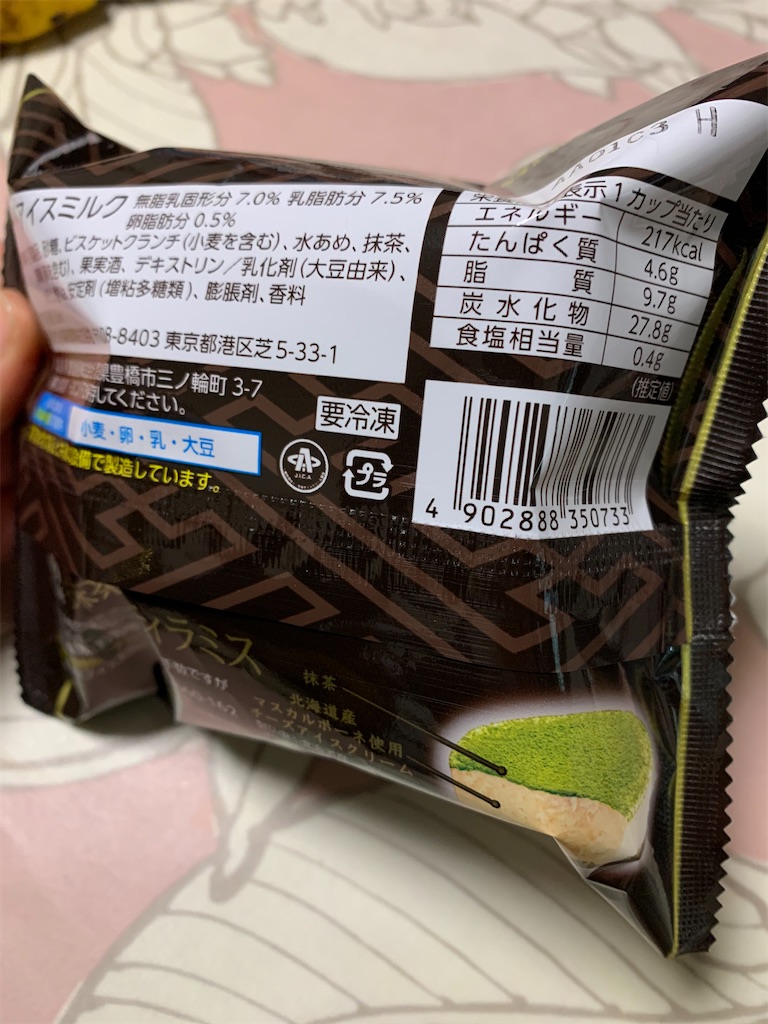 AA01C3 H
アイスミルク 無脂乳固形分 7.0% 乳脂肪分 7.5%
卵脂肪分 0.5%
糖、ビスケットクランチ(小麦を含む)、水あめ、抹茶、
含む)、果実酒、デキストリン/乳化剤(大豆由来)、
安定剤(増粘多糖類)、膨脹剤、香料
08-8403 東京都港区芝5-33-1
豊橋市三ノ輪町 3-7
してください。
小麦・卵・乳・大豆
備で製造しています。
表示1カップ当たり
エネルギー 217kcal
たんぱく質 4.6g
脂質 9.7g
炭水化物 27.8g
食塩相当量 0.4g
(推定値)
要冷凍
JICA
プラ
4 902888 350733
ティラミス
抹茶
北海道産
マスカルポーネ使用
チーズアイスクリーム